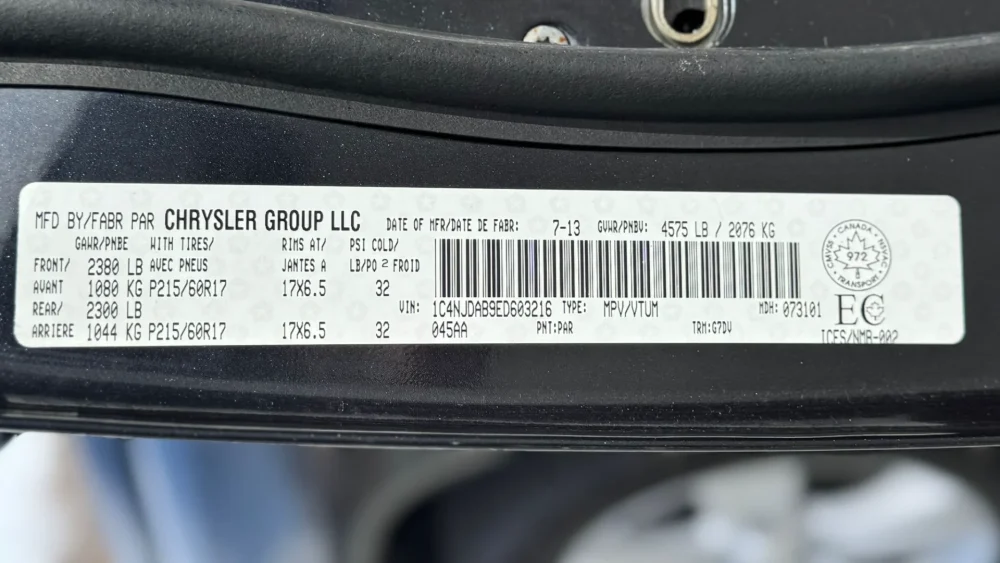 MFD BY/FABR PAR CHRYSLER GROUP LLC DATE OF MFR/DATE DE FABR: 7-13 GVWR/PNBV: 4575 LB / 2076 KG
GAWR/PNBE WITH TIRES/ RIMS AT/ PSI COLD/
FRONT/ 2380 LB AVEC PNEUS JANTES A LB/PO 2 FROID
AVANT 1080 KG P215/60R17 17X6.5 32
REAR/ 2300 LB VIN: 1C4NJDAB9ED603216 TYPE: MPV/VTUM MDH: 073101
ARRIERE 1044 KG P215/60R17 17X6.5 32 045AA PNT:PAR TRM:G7DV
CANADA
CMVSS NSVAC
972
TRANSPORT
EC
ICES/NMB-002